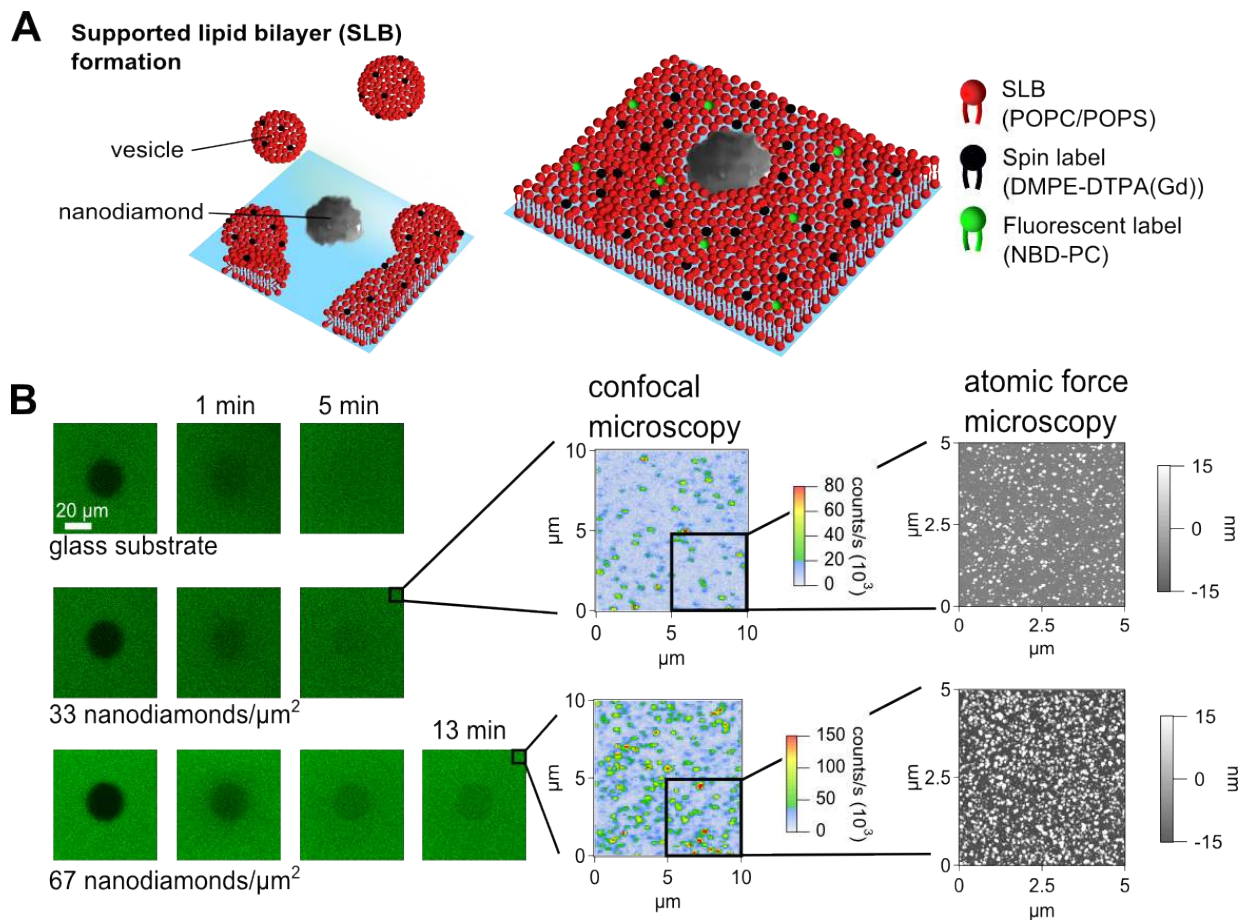 A
Supported lipid bilayer (SLB)
formation
vesicle
nanodiamond
SLB
(POPC/POPS)
Spin label
(DMPE-DTPA(Gd))
Fluorescent label
(NBD-PC)
B
1 min
5 min
20 µm
glass substrate
33 nanodiamonds/µm²
13 min
67 nanodiamonds/µm²
confocal
microscopy
10
5
0
µm
0
5
10
µm
80
60
40
20
0
counts/s (10³)
atomic force
microscopy
5
2.5
0
µm
0
2.5
5
µm
15
0
-15
nm
10
5
0
µm
0
5
10
µm
150
100
50
0
counts/s (10³)
5
2.5
0
µm
0
2.5
5
µm
15
0
-15
nm